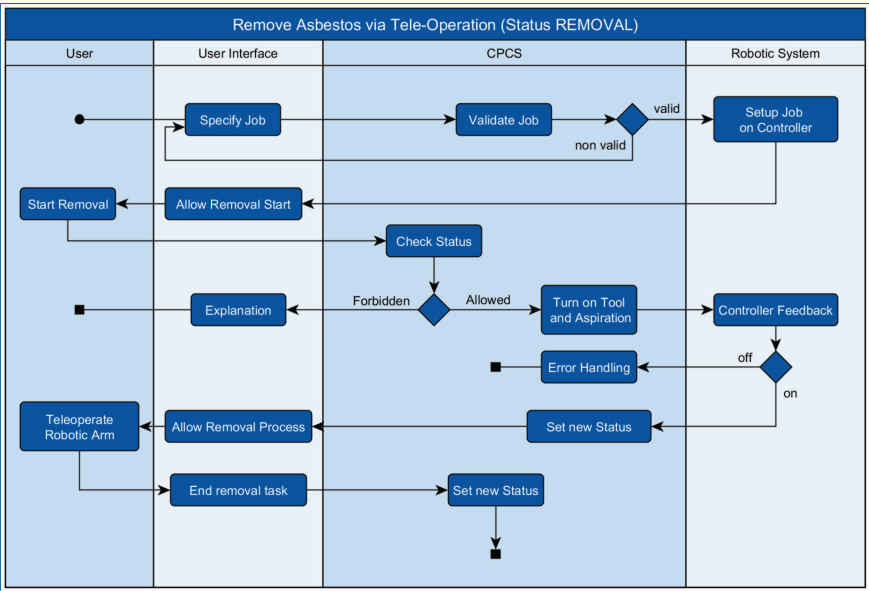 Remove Asbestos via Tele-Operation (Status REMOVAL)
User
User Interface
CPCS
Robotic System
Specify Job
Validate Job
valid
non valid
Setup Job
on Controller
Start Removal
Allow Removal Start
Check Status
Explanation
Forbidden
Allowed
Turn on Tool
and Aspiration
Controller Feedback
Error Handling
off
on
Teleoperate
Robotic Arm
Allow Removal Process
Set new Status
End removal task
Set new Status